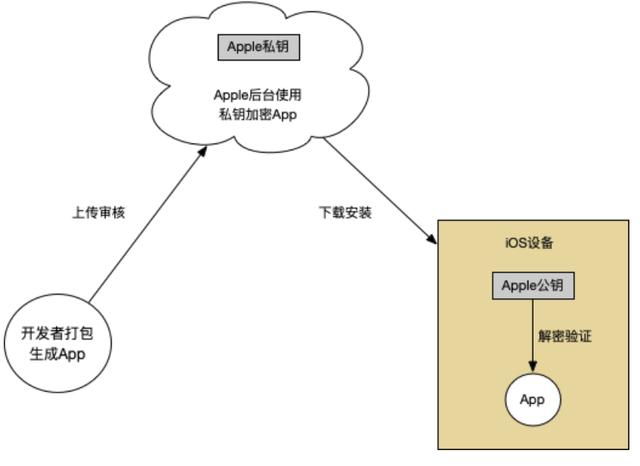 Apple私钥
Apple后台使用
私钥加密App
上传审核
下载安装
iOS设备
Apple公钥
开发者打包
生成App
解密验证
App